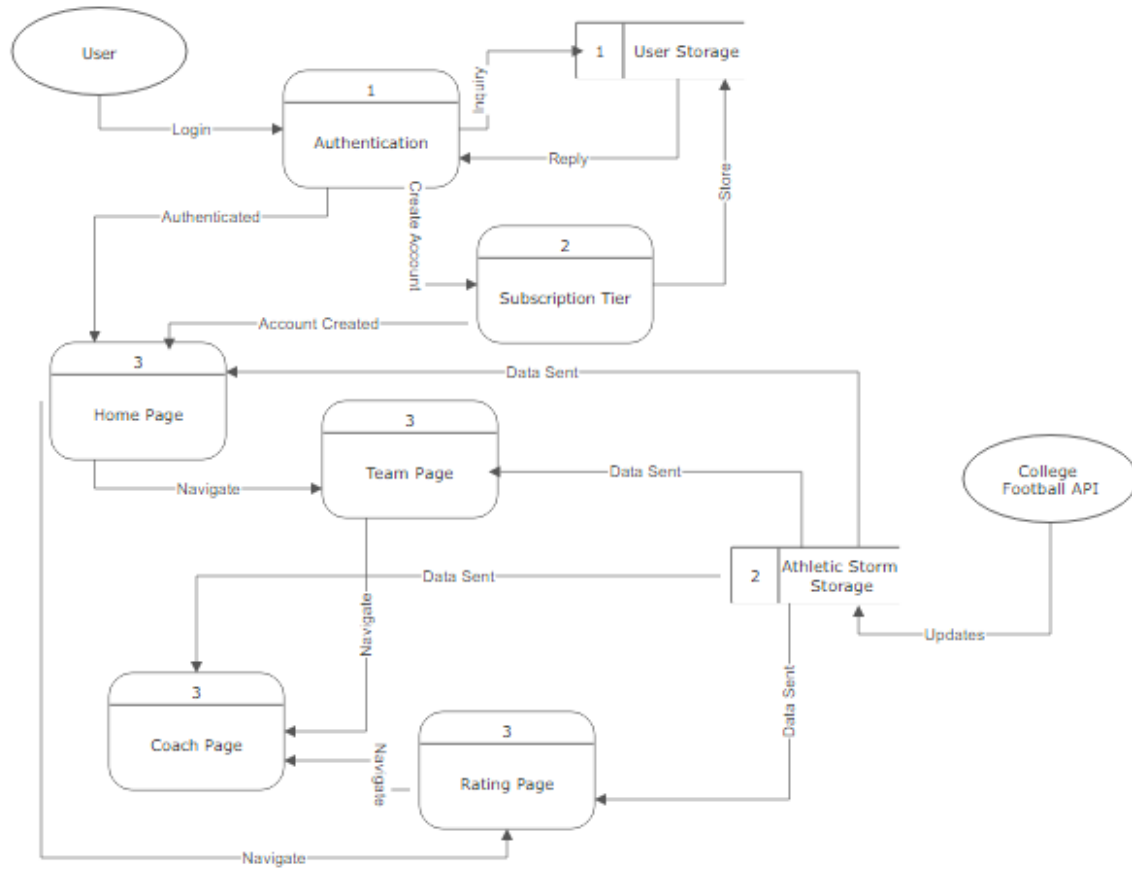 User
1
User Storage
Inquiry
1
Authentication
Login
Reply
Create Account
Store
Authenticated
2
Subscription Tier
Account Created
3
Home Page
Data Sent
3
Team Page
Data Sent
Navigate
College
Football API
2
Athletic Storm
Storage
Data Sent
Navigate
Updates
3
Coach Page
Data Sent
3
Rating Page
Navigate
Navigate